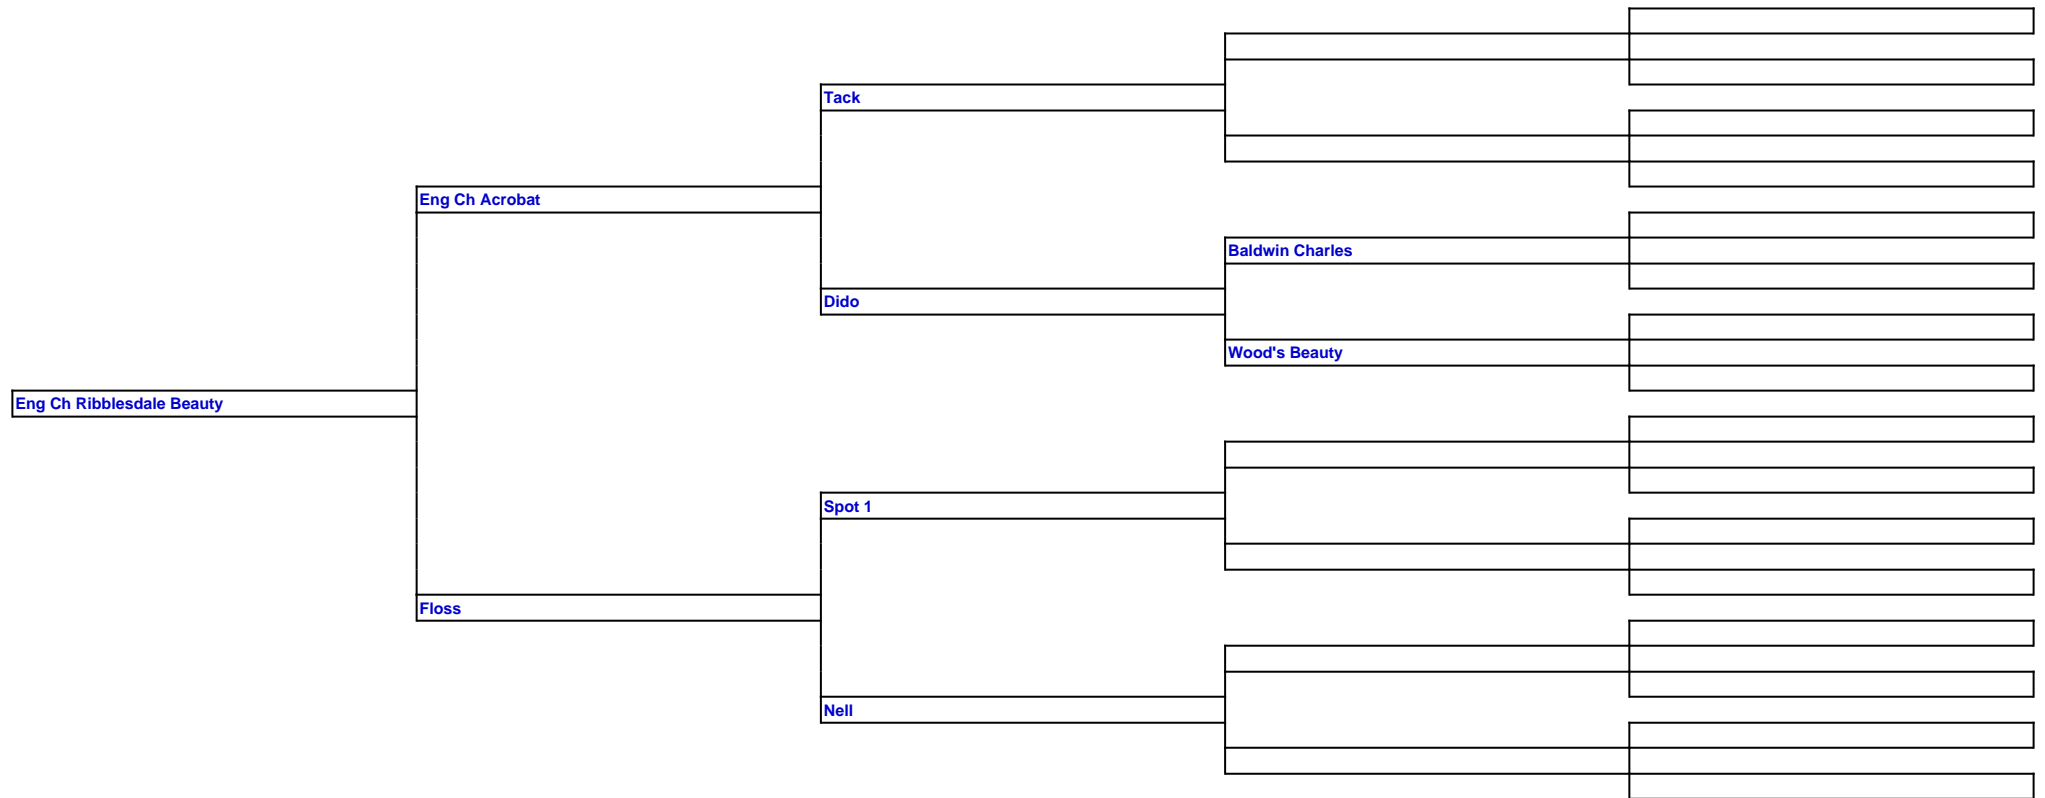 Tack
Eng Ch Acrobat
Baldwin Charles
Dido
Wood's Beauty
Eng Ch Ribblesdale Beauty
Spot 1
Floss
Nell